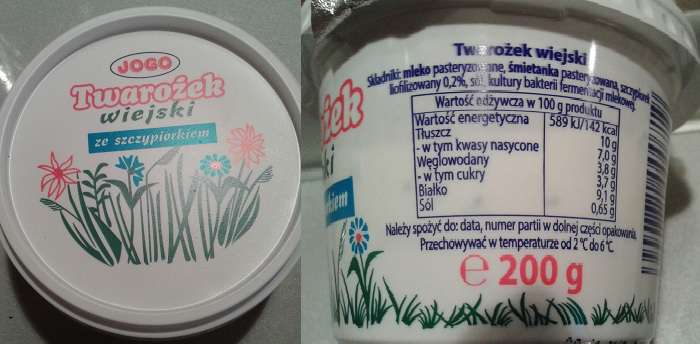 JOGO
Twarożek
wiejski
ze szczypiorkiem
Twarożek wiejski
Składniki: mleko pasteryzowane, śmietanka pasteryzowana, szczypiorek
liofilizowany 0,2%, sól, kultury bakterii fermentacji mlekowej.
Wartość odżywcza w 100 g produktu
Wartość energetyczna 589 kJ/142 kcal
Tłuszcz 10 g
- w tym kwasy nasycone 7,0 g
Węglowodany 3,8 g
- w tym cukry 3,7 g
Białko 9,1 g
Sól 0,65 g
Należy spożyć do: data, numer partii w dolnej części opakowania.
Przechowywać w temperaturze od 2 °C do 6 °C.
e 200 g